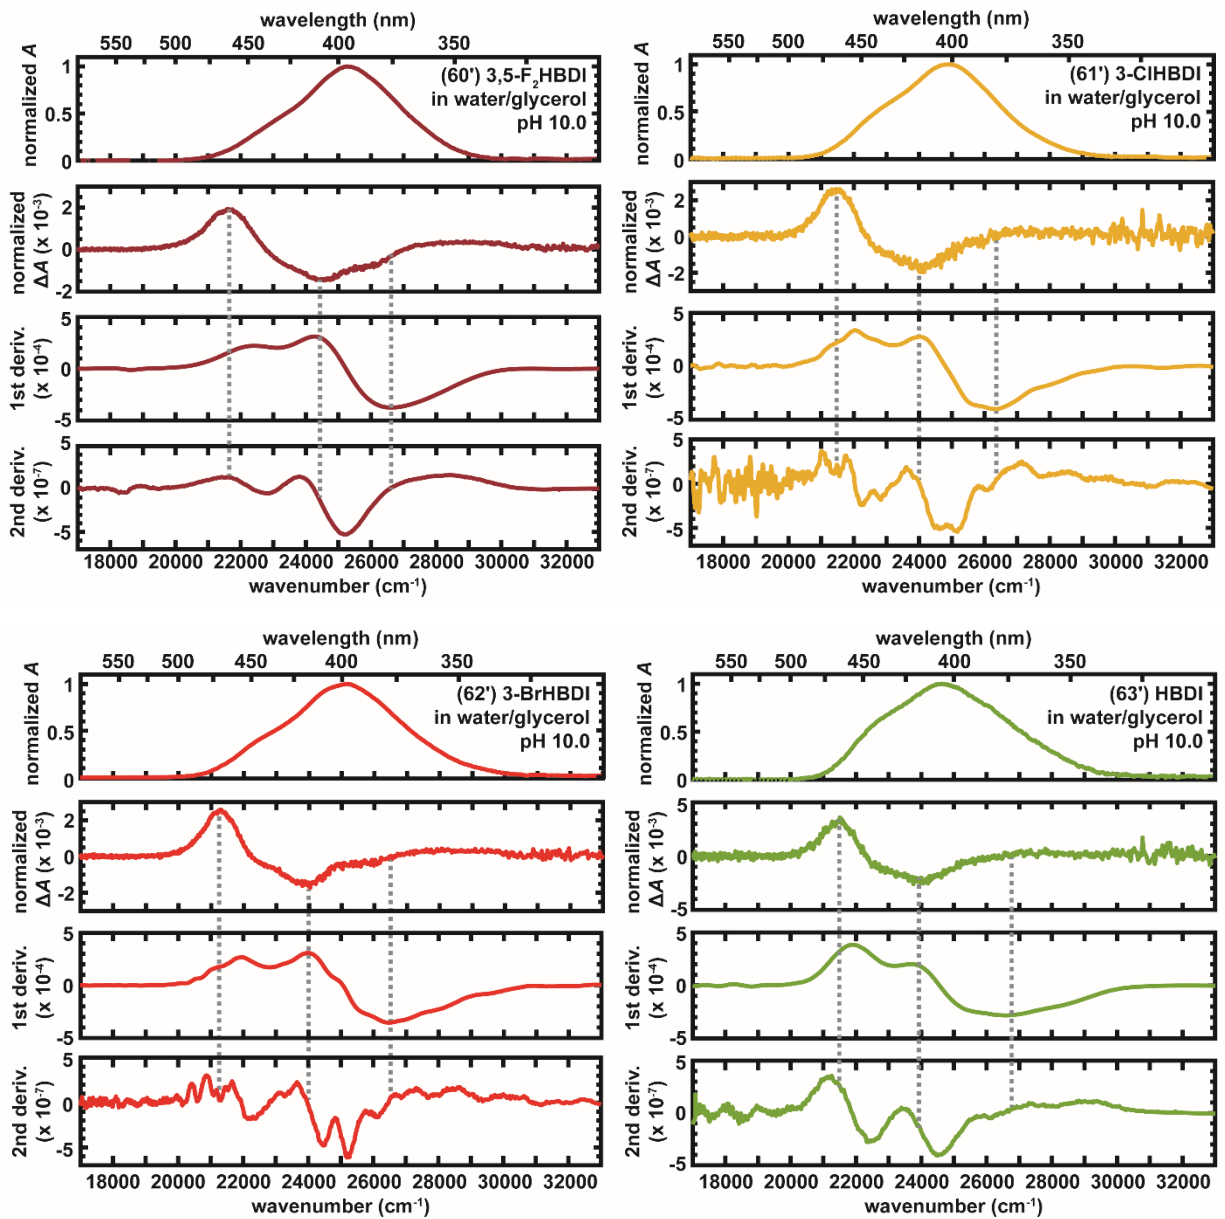 wavelength (nm)
550 500 450 400 350
normalized A
1
0.5
0
(60') 3,5-F₂HBDI
in water/glycerol
pH 10.0
normalized
ΔA (x 10⁻³)
2
0
-2
1st deriv.
(x 10⁻⁴)
5
0
-5
2nd deriv.
(x 10⁻⁷)
5
0
-5
18000 20000 22000 24000 26000 28000 30000 32000
wavenumber (cm⁻¹)
wavelength (nm)
550 500 450 400 350
normalized A
1
0.5
0
(61') 3-ClHBDI
in water/glycerol
pH 10.0
normalized
ΔA (x 10⁻³)
2
0
-2
1st deriv.
(x 10⁻⁴)
5
0
-5
2nd deriv.
(x 10⁻⁷)
5
0
-5
18000 20000 22000 24000 26000 28000 30000 32000
wavenumber (cm⁻¹)
wavelength (nm)
550 500 450 400 350
normalized A
1
0.5
0
(62') 3-BrHBDI
in water/glycerol
pH 10.0
normalized
ΔA (x 10⁻³)
2
0
-2
1st deriv.
(x 10⁻⁴)
5
0
-5
2nd deriv.
(x 10⁻⁷)
5
0
-5
18000 20000 22000 24000 26000 28000 30000 32000
wavenumber (cm⁻¹)
wavelength (nm)
550 500 450 400 350
normalized A
1
0.5
0
(63') HBDI
in water/glycerol
pH 10.0
normalized
ΔA (x 10⁻³)
5
0
-5
1st deriv.
(x 10⁻⁴)
5
0
-5
2nd deriv.
(x 10⁻⁷)
5
0
-5
18000 20000 22000 24000 26000 28000 30000 32000
wavenumber (cm⁻¹)